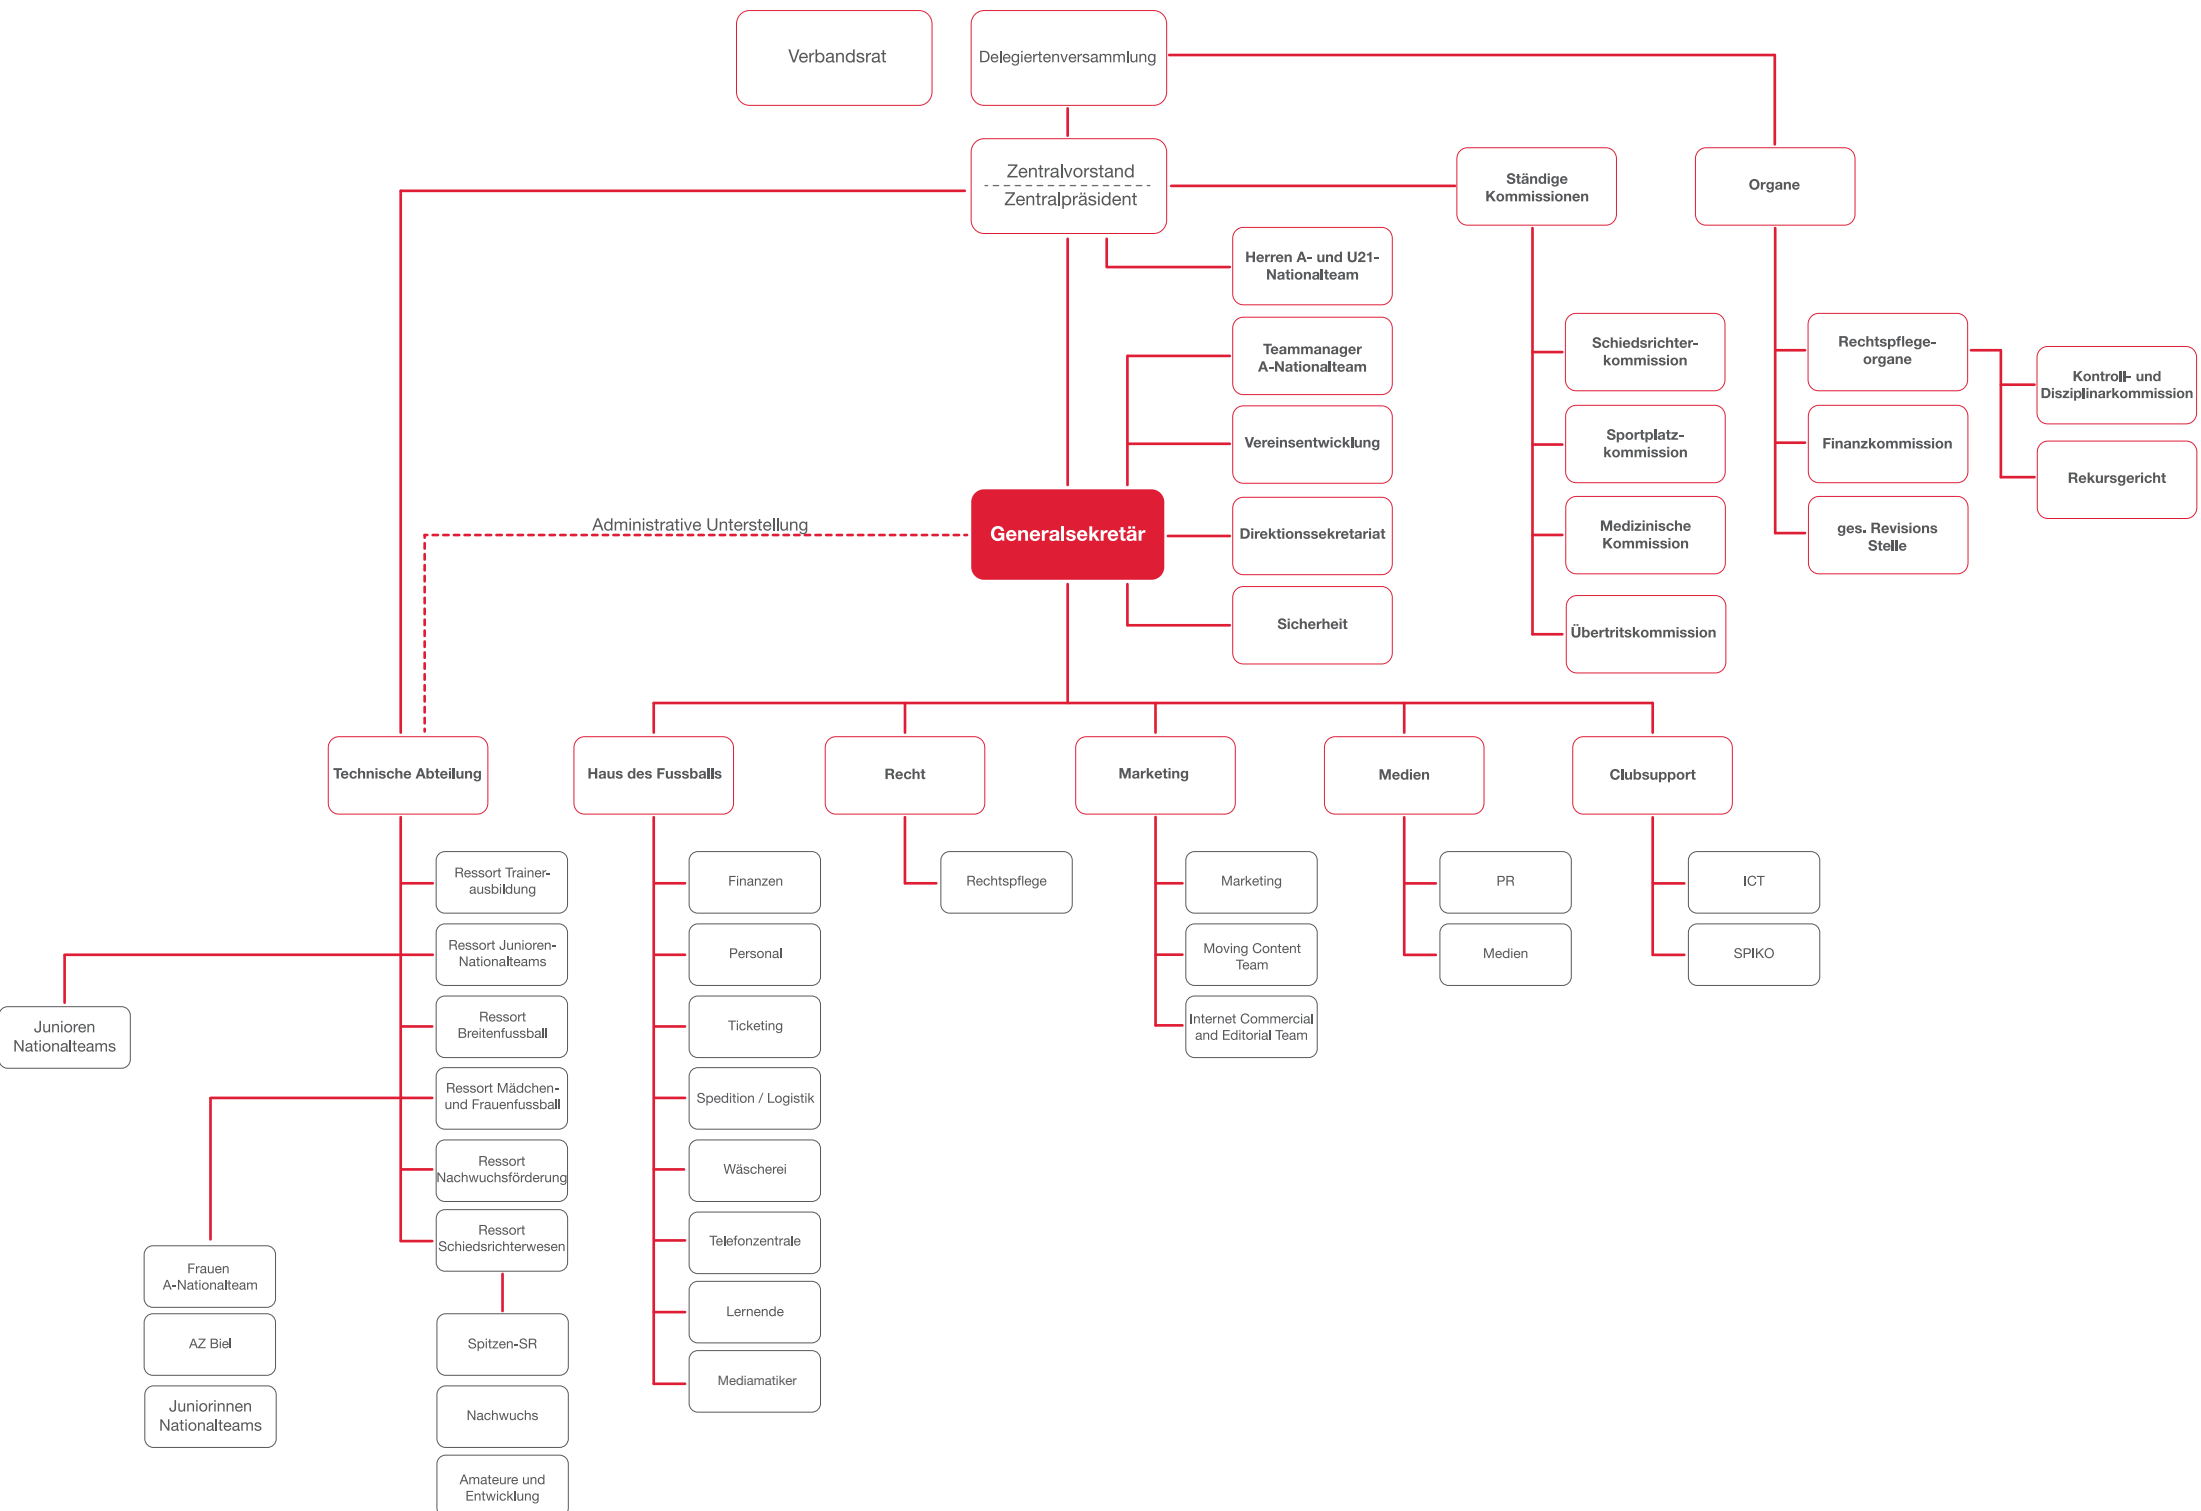 Verbandsrat
Delegiertenversammlung
Zentralvorstand
Zentralpräsident
Ständige
Kommissionen
Organe
Herren A- und U21-
Nationalteam
Teammanager
A-Nationalteam
Vereinsentwicklung
Administrative Unterstellung
Generalsekretär
Direktionssekretariat
Sicherheit
Schiedsrichter-
kommission
Sportplatz-
kommission
Medizinische
Kommission
Übertritskommission
Rechtspflege-
organe
Finanzkommission
ges. Revisions
Stelle
Kontroll- und
Disziplinarkommission
Rekursgericht
Technische Abteilung
Haus des Fussballs
Recht
Marketing
Medien
Clubsupport
Ressort Trainer-
ausbildung
Ressort Junioren-
Nationalteams
Ressort
Breitenfussball
Ressort Mädchen-
und Frauenfussball
Ressort
Nachwuchsförderung
Ressort
Schiedsrichterwesen
Junioren
Nationalteams
Frauen
A-Nationalteam
AZ Biel
Juniorinnen
Nationalteams
Spitzen-SR
Nachwuchs
Amateure und
Entwicklung
Finanzen
Personal
Ticketing
Spedition / Logistik
Wäscherei
Telefonzentrale
Lernende
Mediamatiker
Rechtspflege
Marketing
Moving Content
Team
Internet Commercial
and Editorial Team
PR
Medien
ICT
SPIKO